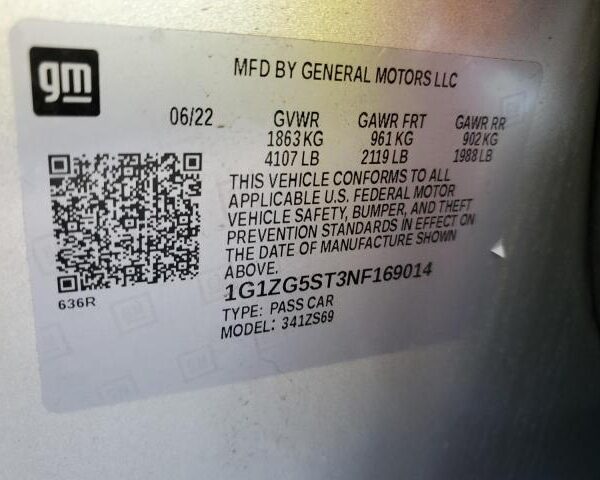 gm
MFD BY GENERAL MOTORS LLC
06/22 GVWR GAWR FRT GAWR RR
1863 KG 961 KG 902 KG
4107 LB 2119 LB 1988 LB
THIS VEHICLE CONFORMS TO ALL
APPLICABLE U.S. FEDERAL MOTOR
VEHICLE SAFETY, BUMPER, AND THEFT
PREVENTION STANDARDS IN EFFECT ON
THE DATE OF MANUFACTURE SHOWN
ABOVE.
636R
1G1ZG5ST3NF169014
TYPE: PASS CAR
MODEL: 341ZS69